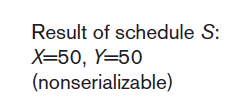 Result of schedule S:
X=50, Y=50
(nonserializable)